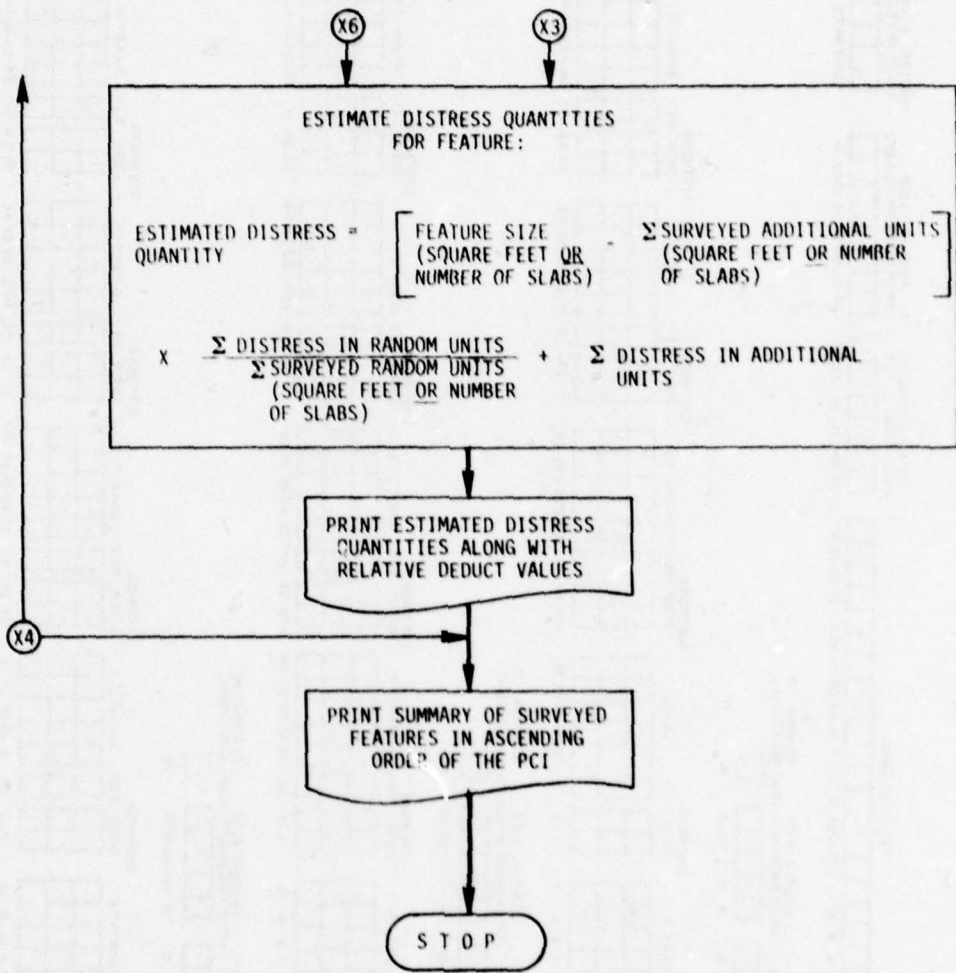 X6 X3
ESTIMATE DISTRESS QUANTITIES
FOR FEATURE:
ESTIMATED DISTRESS =
QUANTITY
FEATURE SIZE
(SQUARE FEET OR
NUMBER OF SLABS)
-
Σ SURVEYED ADDITIONAL UNITS
(SQUARE FEET OR NUMBER
OF SLABS)
X
Σ DISTRESS IN RANDOM UNITS
Σ SURVEYED RANDOM UNITS
(SQUARE FEET OR NUMBER
OF SLABS)
+
Σ DISTRESS IN ADDITIONAL
UNITS
PRINT ESTIMATED DISTRESS
QUANTITIES ALONG WITH
RELATIVE DEDUCT VALUES
X4
PRINT SUMMARY OF SURVEYED
FEATURES IN ASCENDING
ORDER OF THE PCI
STOP